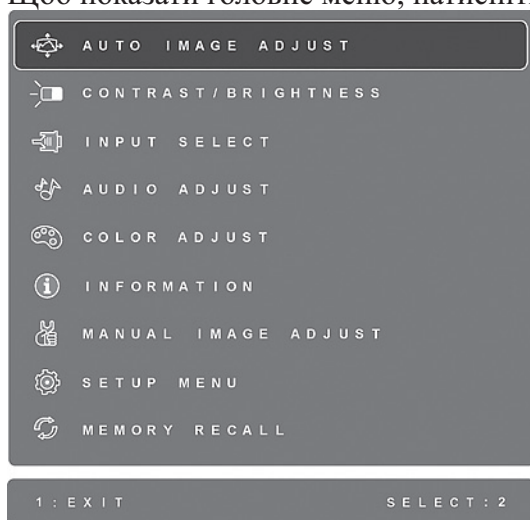 Щоб показати головне меню, натисніть
AUTO IMAGE ADJUST
CONTRAST/BRIGHTNESS
INPUT SELECT
AUDIO ADJUST
COLOR ADJUST
INFORMATION
MANUAL IMAGE ADJUST
SETUP MENU
MEMORY RECALL
1:EXIT SELECT:2